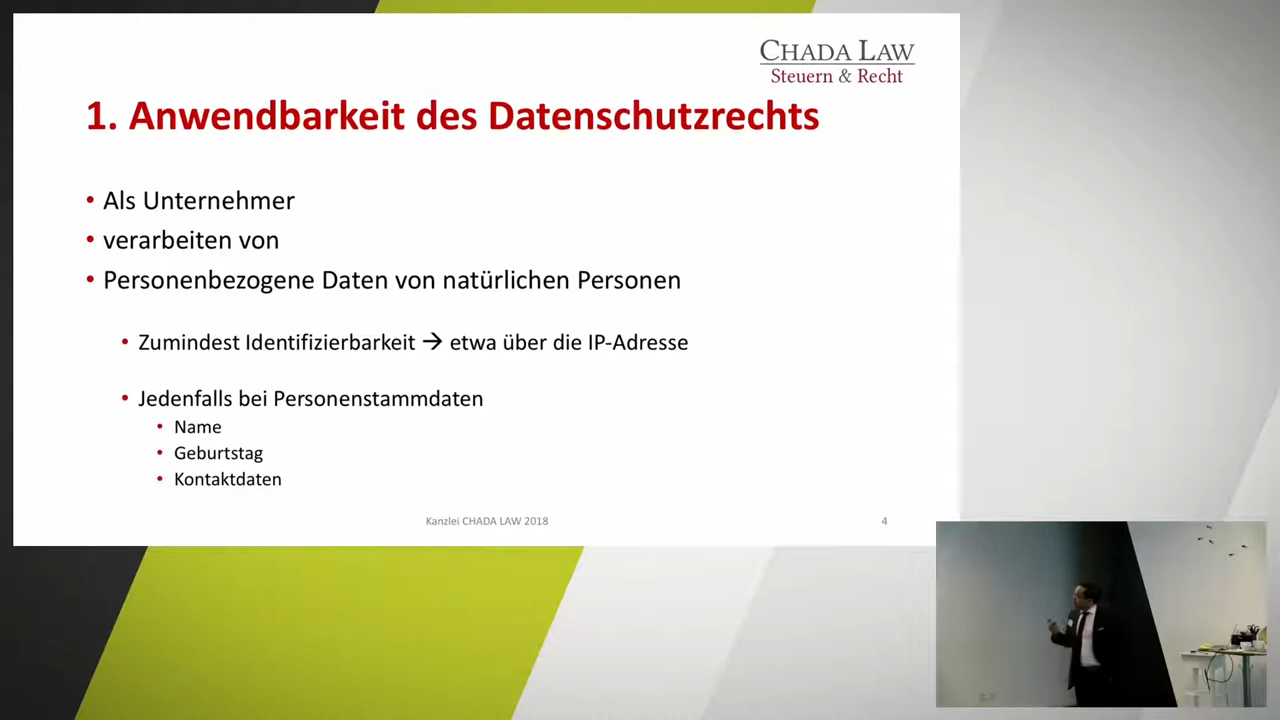 CHADA LAW
Steuern & Recht
1. Anwendbarkeit des Datenschutzrechts
• Als Unternehmer
• verarbeiten von
• Personenbezogene Daten von natürlichen Personen
• Zumindest Identifizierbarkeit → etwa über die IP-Adresse
• Jedenfalls bei Personenstammdaten
• Name
• Geburtstag
• Kontaktdaten
Kanzlei CHADA LAW 2018
4